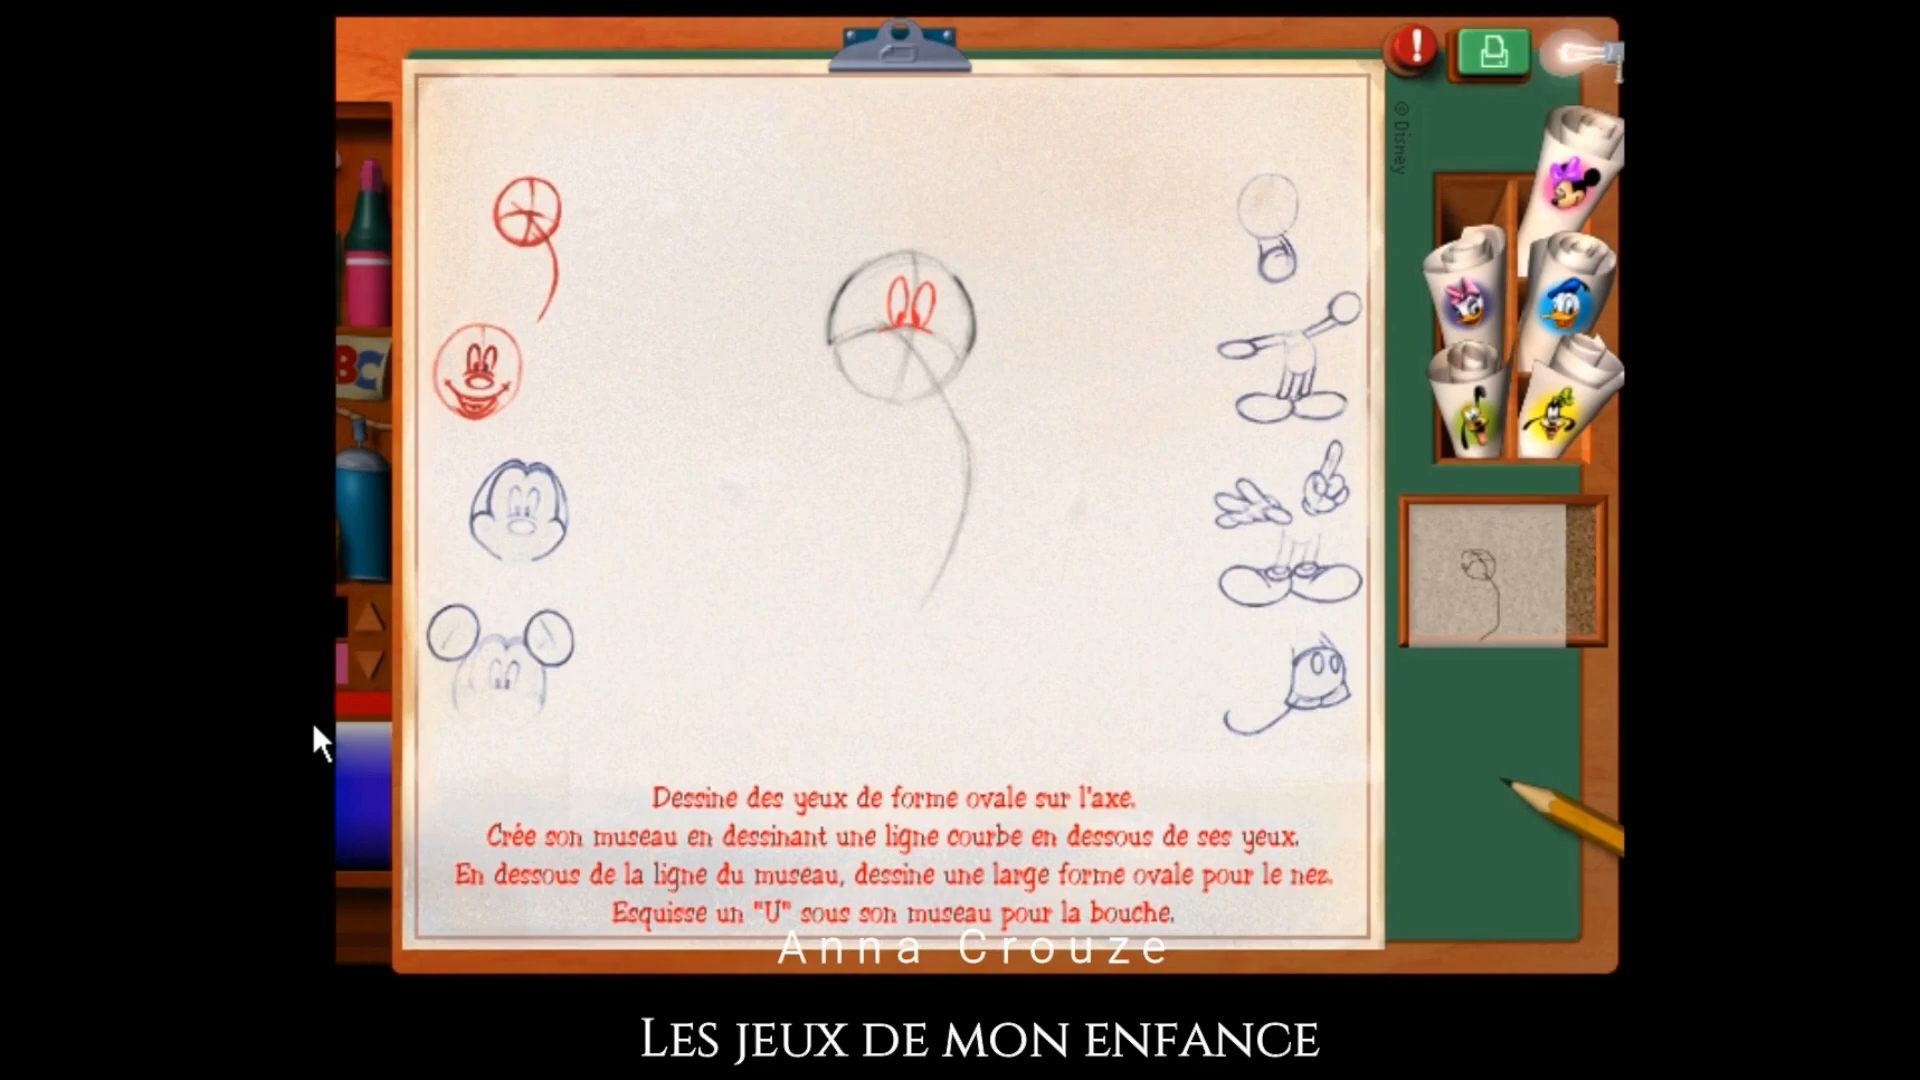 © Disney
BC
Dessine des yeux de forme ovale sur l'axe.
Crée son museau en dessinant une ligne courbe en dessous de ses yeux.
En dessous de la ligne du museau, dessine une large forme ovale pour le nez.
Esquisse un "U" sous son museau pour la bouche.
Anna Crouze
LES JEUX DE MON ENFANCE